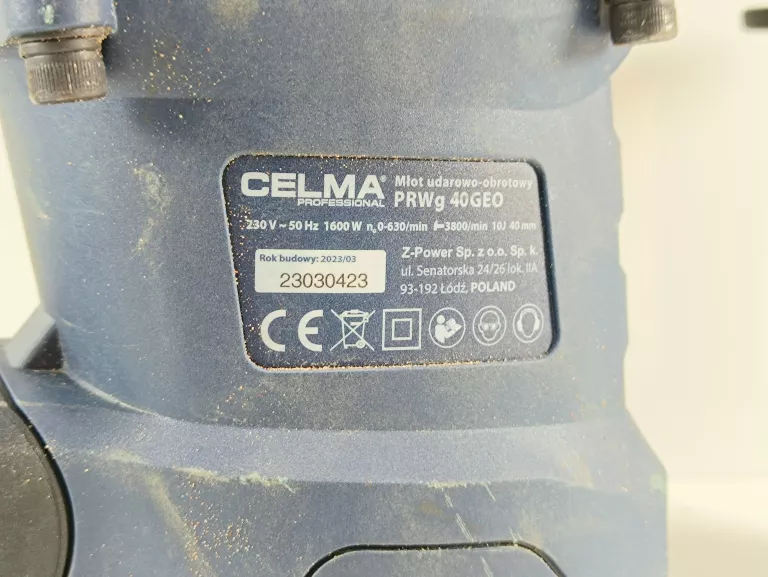 CELMA®
PROFESSIONAL
Młot udarowo-obrotowy
PRWg 40GEO
230 V ~ 50 Hz 1600 W n₀ 0-630/min f=3800/min 10J 40 mm
Rok budowy: 2023/03
23030423
Z-Power Sp. z o.o. Sp. k.
ul. Senatorska 24/26 lok. IIA
93-192 Łódź, POLAND
CE